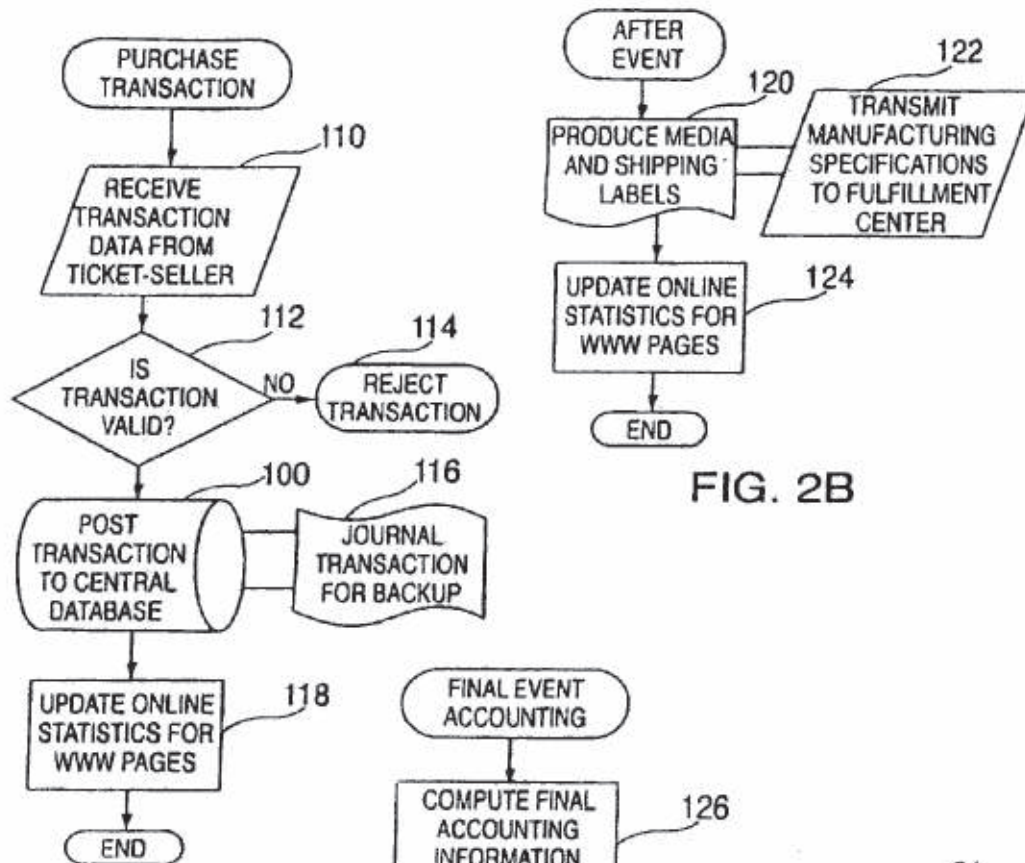 PURCHASE
TRANSACTION
110
RECEIVE
TRANSACTION
DATA FROM
TICKET-SELLER
112
IS
TRANSACTION
VALID?
NO
114
REJECT
TRANSACTION
100
POST
TRANSACTION
TO CENTRAL
DATABASE
116
JOURNAL
TRANSACTION
FOR BACKUP
118
UPDATE ONLINE
STATISTICS FOR
WWW PAGES
END
AFTER
EVENT
120
PRODUCE MEDIA
AND SHIPPING
LABELS
122
TRANSMIT
MANUFACTURING
SPECIFICATIONS
TO FULFILLMENT
CENTER
124
UPDATE ONLINE
STATISTICS FOR
WWW PAGES
END
FIG. 2B
FINAL EVENT
ACCOUNTING
126
COMPUTE FINAL
ACCOUNTING
INFORMATION